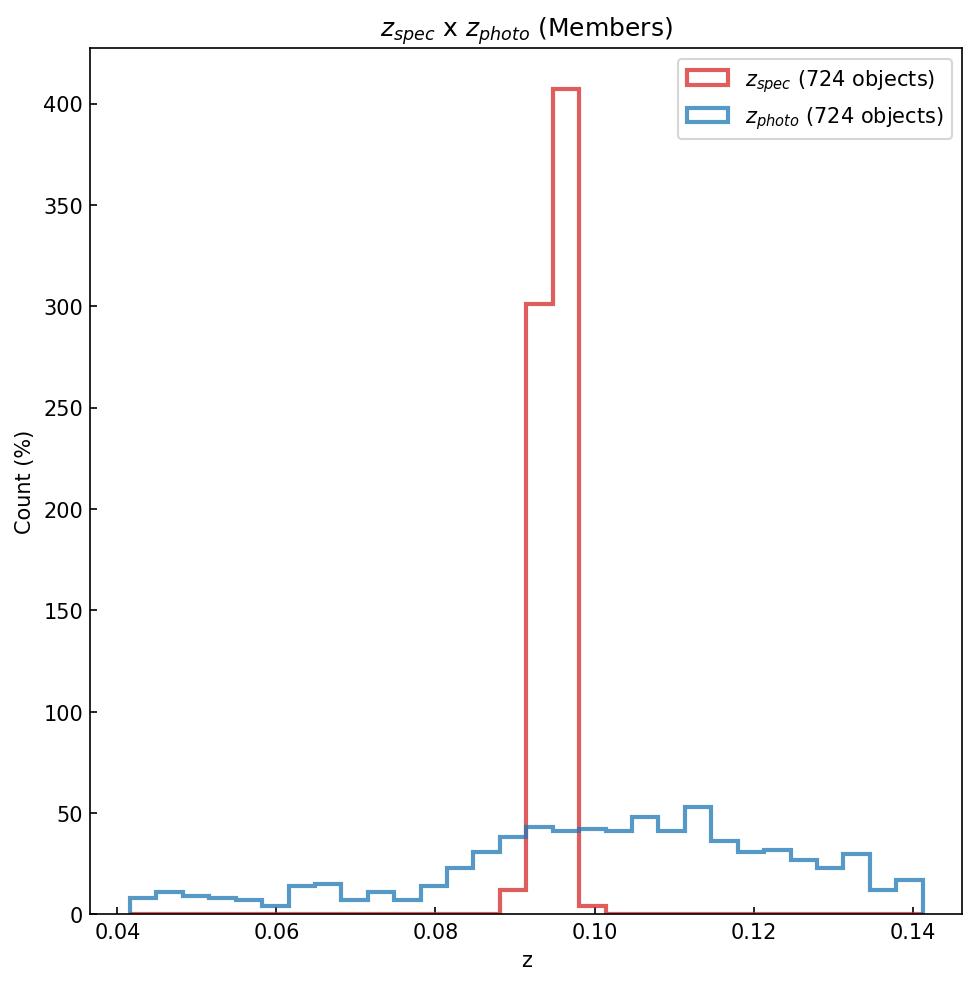 z_spec x z_photo (Members)
z_spec (724 objects)
z_photo (724 objects)
Count (%)
400
350
300
250
200
150
100
50
0
0.04 0.06 0.08 0.10 0.12 0.14
z